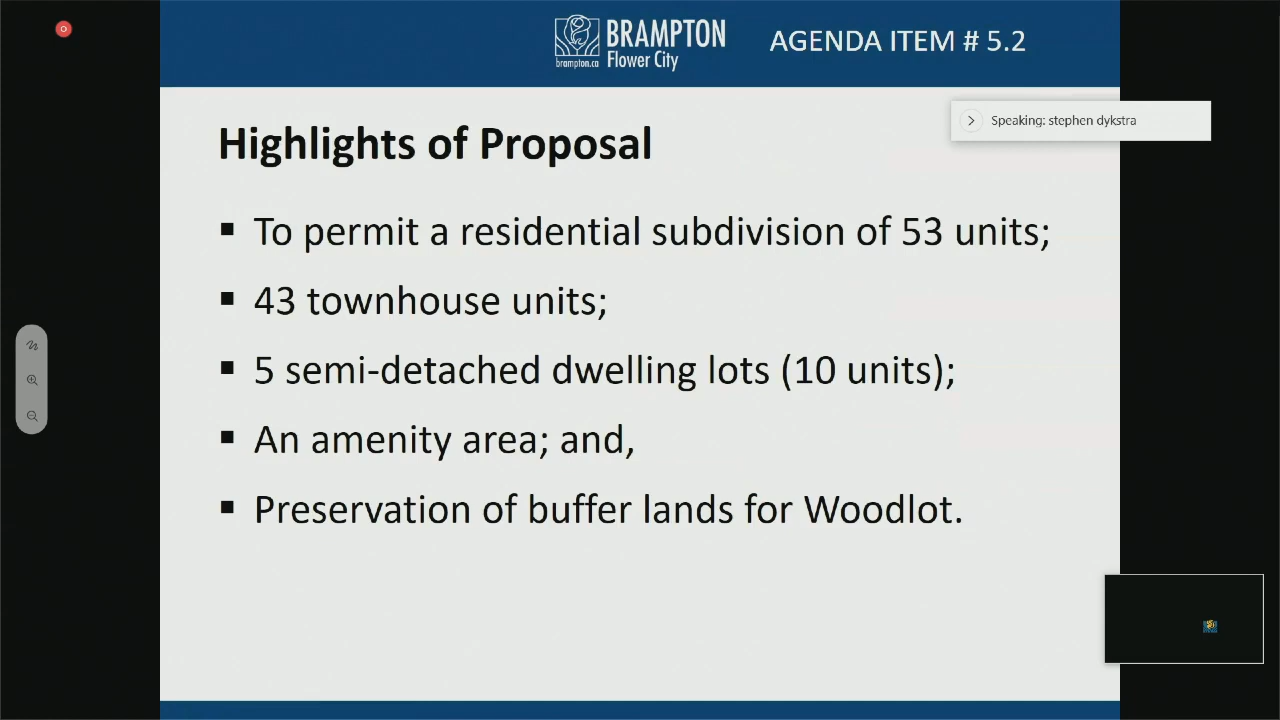 BRAMPTON
brampton.ca
Flower City
AGENDA ITEM # 5.2
Speaking: stephen dykstra
Highlights of Proposal
▪ To permit a residential subdivision of 53 units;
▪ 43 townhouse units;
▪ 5 semi-detached dwelling lots (10 units);
▪ An amenity area; and,
▪ Preservation of buffer lands for Woodlot.